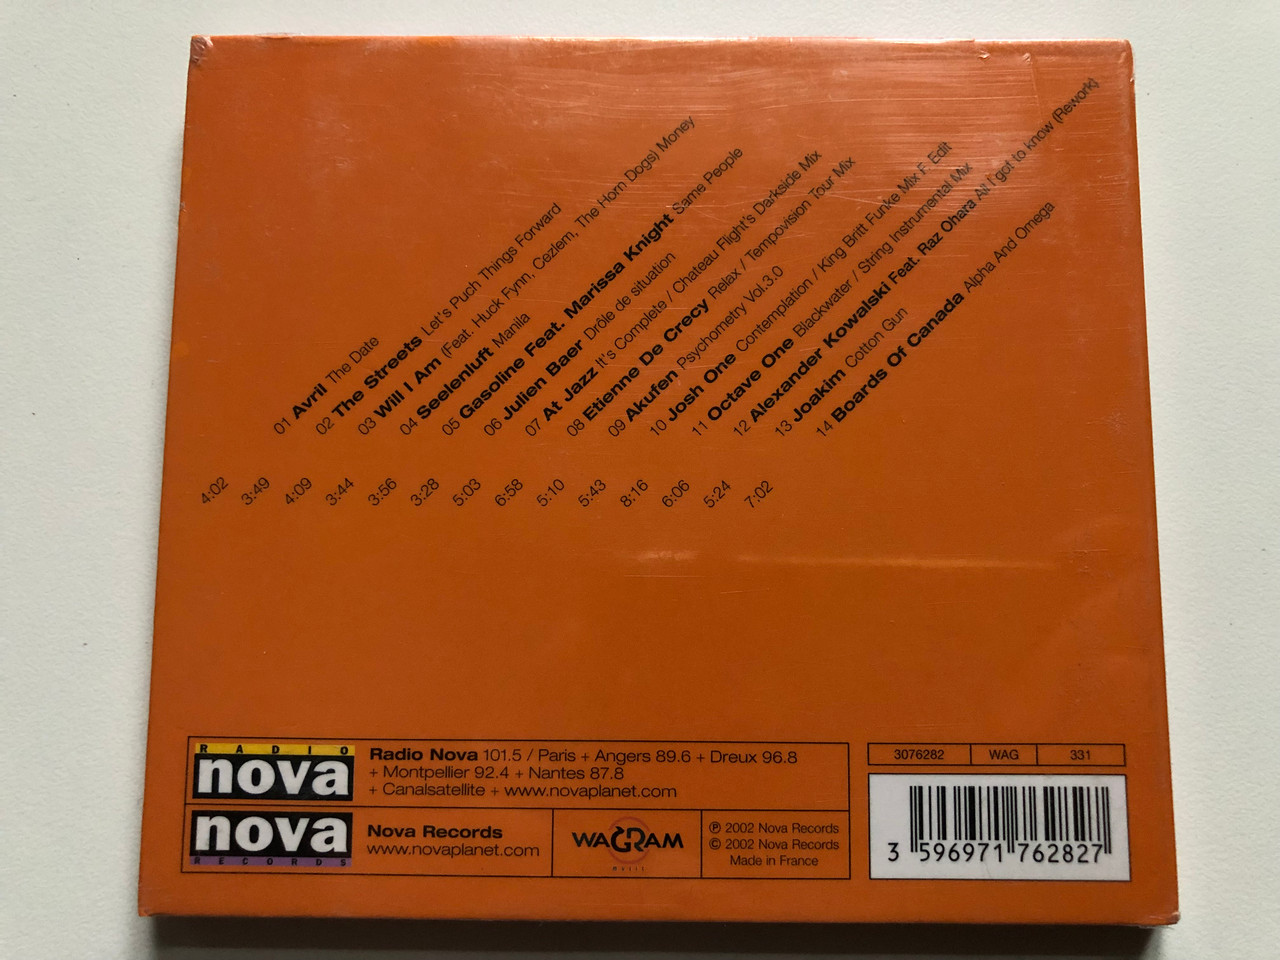 01 Avril The Date
02 The Streets Let's Puch Things Forward
03 Will I Am (Feat. Huck Fynn, Cezlem, The Horn Dogs) Money
04 Seelenluft Manila
05 Gasoline Feat. Marissa Knight Same People
06 Julien Baer Drôle de situation
07 At Jazz It's Complete / Chateau Flight's Darkside Mix
08 Etienne De Crecy Relax / Tempovision Tour Mix
09 Akufen Psychometry Vol.3.0
10 Josh One Contemplation / King Britt Funke Mix F. Edit
11 Octave One Blackwater / String Instrumental Mix
12 Alexander Kowalski Feat. Raz Ohara All I got to know (Rework)
13 Joakim Cotton Gun
14 Boards Of Canada Alpha And Omega
4:02
3:49
4:09
3:44
3:56
3:28
5:03
6:58
5:10
5:43
8:16
6:06
5:24
7:02
RADIO
nova
Radio Nova 101.5 / Paris + Angers 89.6 + Dreux 96.8
+ Montpellier 92.4 + Nantes 87.8
+ Canalsatellite + www.novaplanet.com
nova
RECORDS
Nova Records
www.novaplanet.com
WAGRAM
℗ 2002 Nova Records
© 2002 Nova Records
Made in France
3076282 WAG 331
3 596971 762827